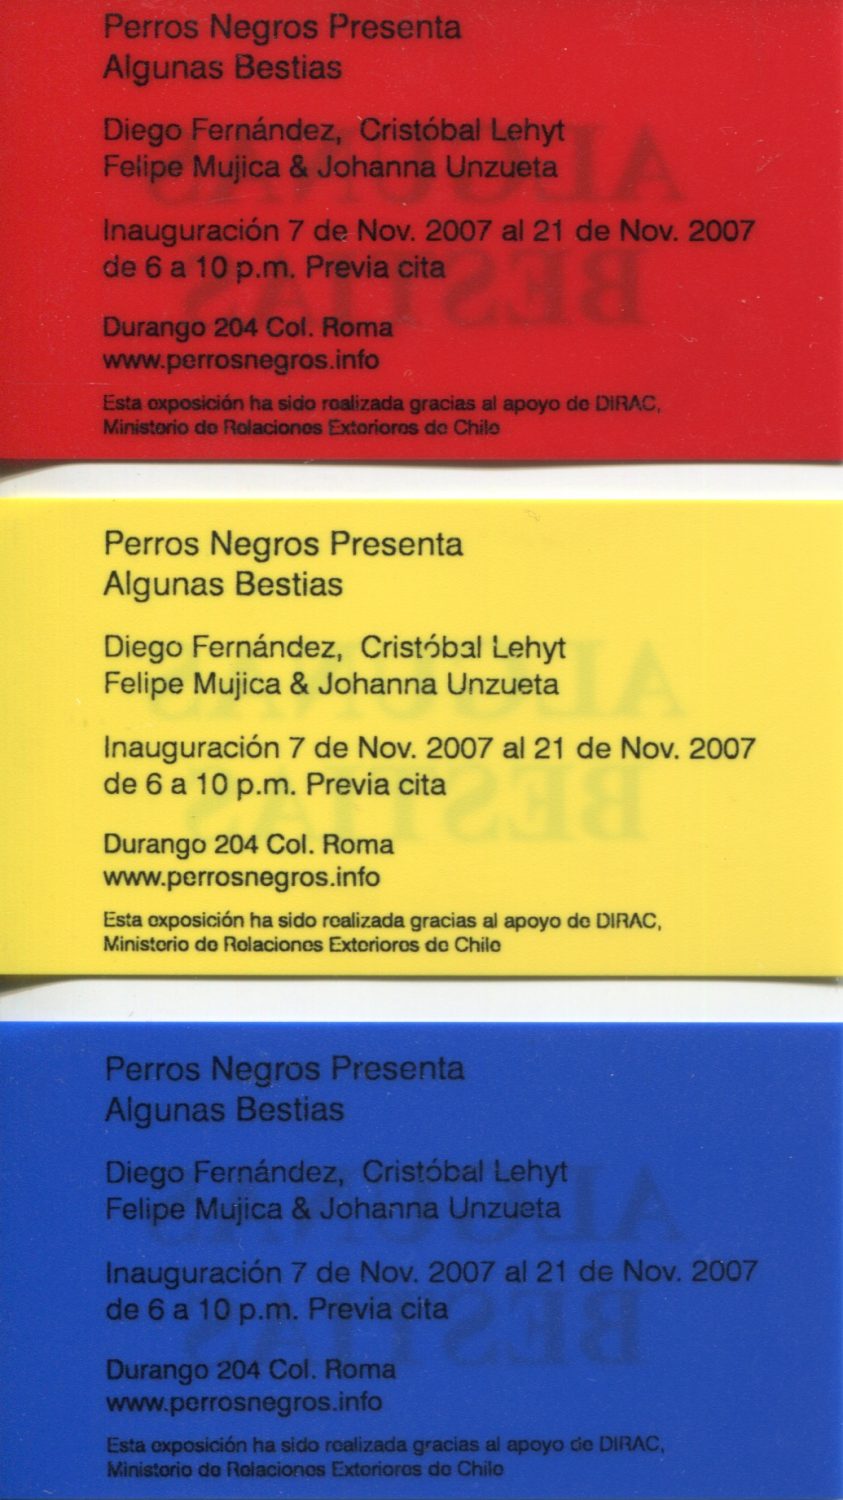 Perros Negros Presenta
Algunas Bestias
Diego Fernández, Cristóbal Lehyt
Felipe Mujica & Johanna Unzueta
Inauguración 7 de Nov. 2007 al 21 de Nov. 2007
de 6 a 10 p.m. Previa cita
Durango 204 Col. Roma
www.perrosnegros.info
Esta exposición ha sido realizada gracias al apoyo de DIRAC,
Ministerio de Relaciones Exteriores de Chile
ALGUNAS
BESTIAS
Perros Negros Presenta
Algunas Bestias
Diego Fernández, Cristóbal Lehyt
Felipe Mujica & Johanna Unzueta
Inauguración 7 de Nov. 2007 al 21 de Nov. 2007
de 6 a 10 p.m. Previa cita
Durango 204 Col. Roma
www.perrosnegros.info
Esta exposición ha sido realizada gracias al apoyo de DIRAC,
Ministerio de Relaciones Exteriores de Chile
ALGUNAS
BESTIAS
Perros Negros Presenta
Algunas Bestias
Diego Fernández, Cristóbal Lehyt
Felipe Mujica & Johanna Unzueta
Inauguración 7 de Nov. 2007 al 21 de Nov. 2007
de 6 a 10 p.m. Previa cita
Durango 204 Col. Roma
www.perrosnegros.info
Esta exposición ha sido realizada gracias al apoyo de DIRAC,
Ministerio de Relaciones Exteriores de Chile
ALGUNAS
BESTIAS